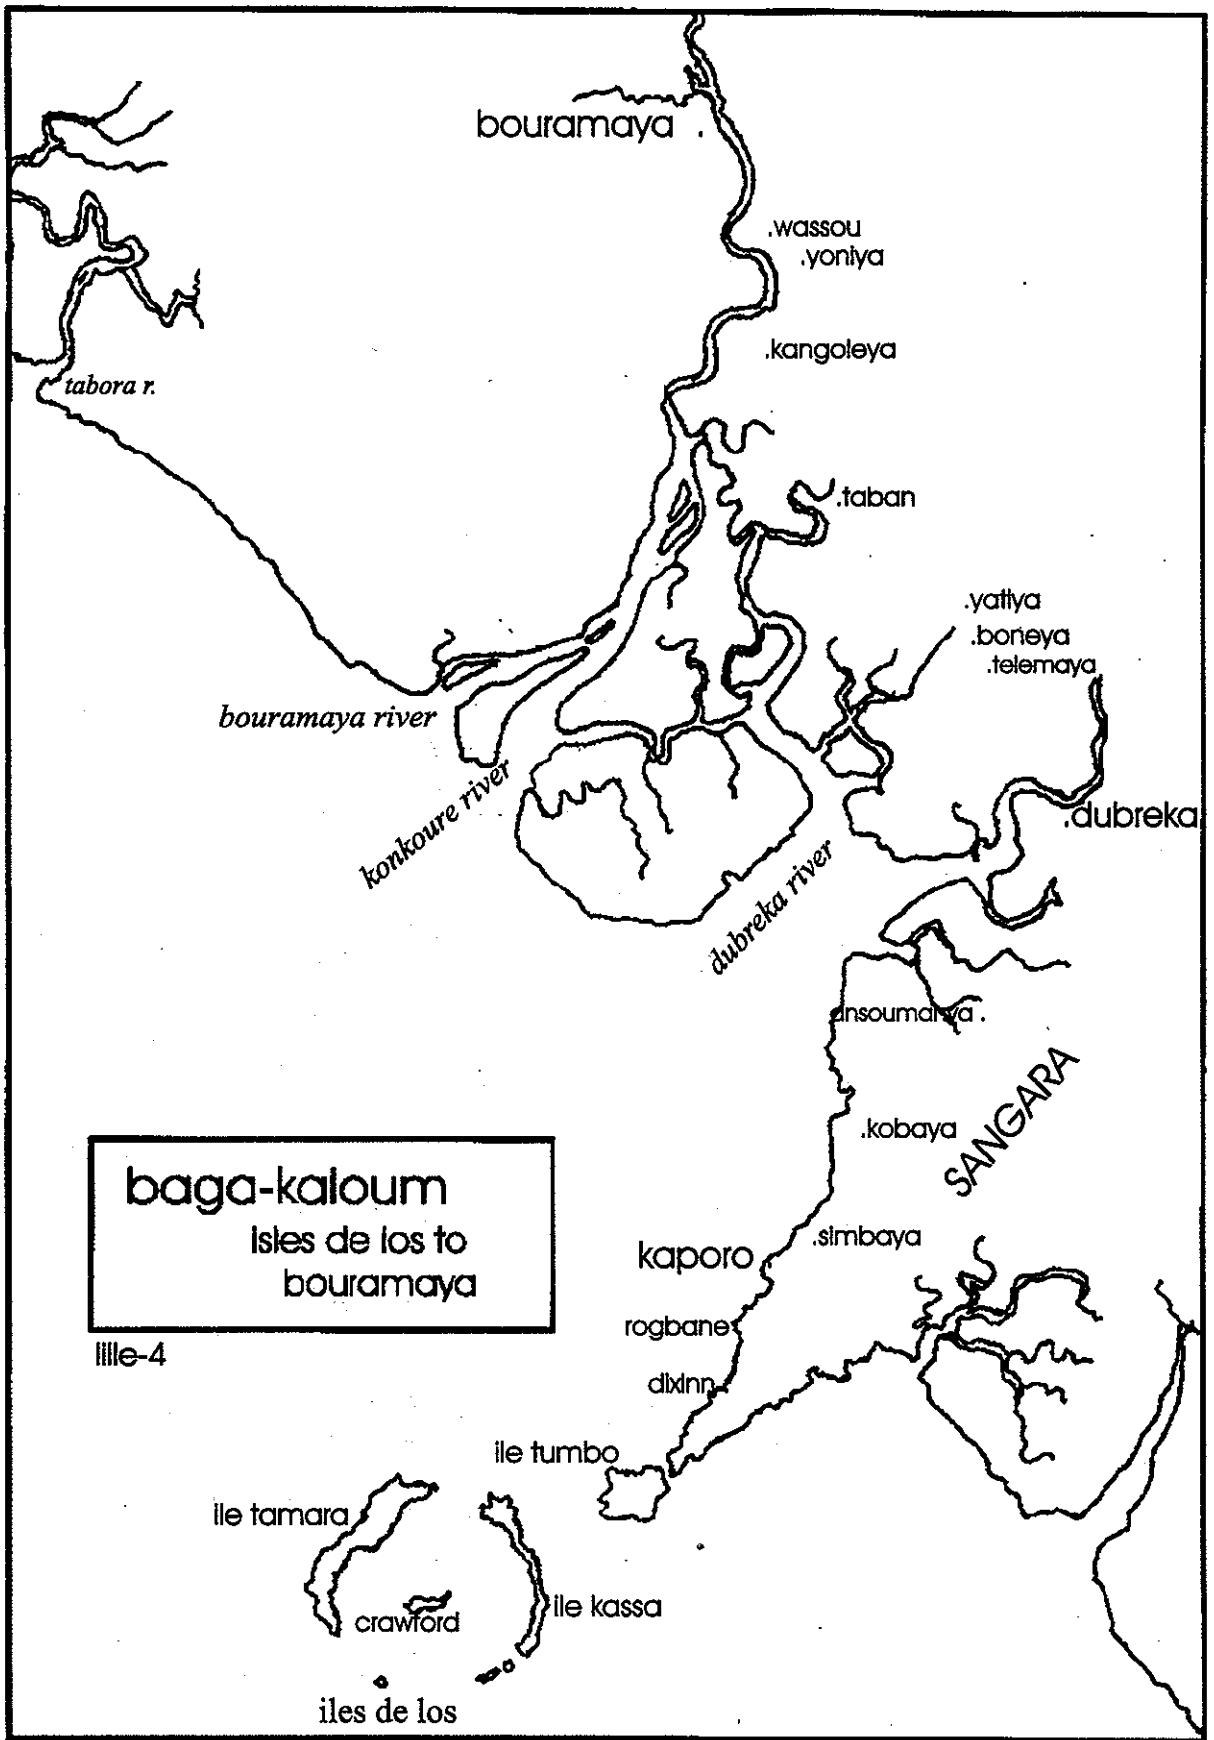 bouramaya .
.wassou
.yoniya
.kangoleya
tabora r.
.taban
.yatiya
.boneya
.telemaya
bouramaya river
konkoure river
.dubreka
dubreka river
ansoumariya .
SANGARA
.kobaya
baga-kaloum
isles de los to
bouramaya
.simbaya
kaporo
rogbane
lille-4
dixinn
ile tumbo
ile tamara
ile kassa
crawford
iles de los